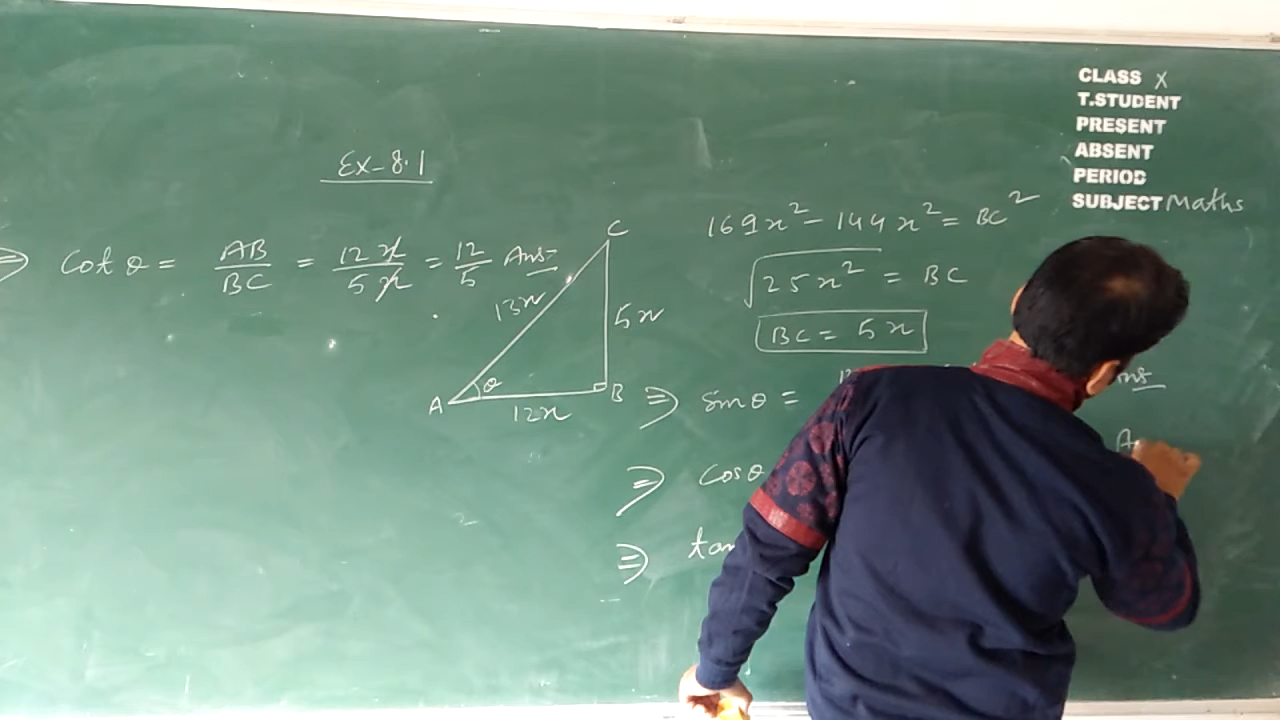 CLASS X
T.STUDENT
PRESENT
ABSENT
PERIOD
SUBJECT Maths
Ex-8.1
⇒ Cot θ = AB/BC = 12x/5x = 12/5 Ans-
C
13x
5x
A
θ
B
12x
169x² - 144x² = BC²
√25x² = BC
BC = 5x
⇒ sinθ = Ans
⇒ Cosθ
⇒ tan